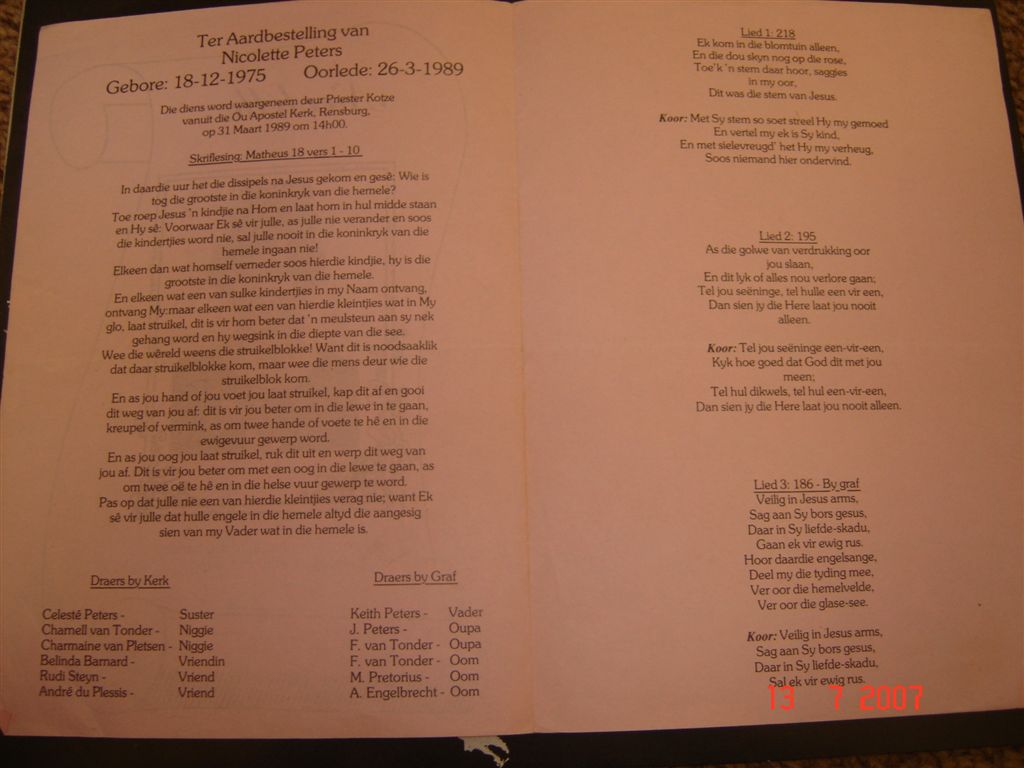 Ter Aardbestelling van
Nicolette Peters
Gebore: 18-12-1975 Oorlede: 26-3-1989
Die diens word waargeneem deur Priester Kotze
vanuit die Ou Apostel Kerk, Rensburg,
op 31 Maart 1989 om 14h00.
Skriflesing: Matheus 18 vers 1 - 10
In daardie uur het die dissipels na Jesus gekom en gesê: Wie is
tog die grootste in die koninkryk van die hemele?
Toe roep Jesus 'n kindjie na Hom en laat hom in hul midde staan
en Hy sê: Voorwaar Ek sê vir julle, as julle nie verander en soos
die kindertjies word nie, sal julle nooit in die koninkryk van die
hemele ingaan nie!
Elkeen dan wat homself verneder soos hierdie kindjie, hy is die
grootste in die koninkryk van die hemele.
En elkeen wat een van sulke kindertjies in my Naam ontvang,
ontvang My:maar elkeen wat een van hierdie kleintjies wat in My
glo, laat struikel, dit is vir hom beter dat 'n meulsteun aan sy nek
gehang word en hy wegsink in die diepte van die see.
Wee die wêreld weens die struikelblokke! Want dit is noodsaaklik
dat daar struikelblokke kom, maar wee die mens deur wie die
struikelblok kom.
En as jou hand of jou voet jou laat struikel, kap dit af en gooi
dit weg van jou af: dit is vir jou beter om in die lewe in te gaan,
kreupel of vermink, as om twee hande of voete te hê en in die
ewigevuur gewerp word.
En as jou oog jou laat struikel, ruk dit uit en werp dit weg van
jou af. Dit is vir jou beter om met een oog in die lewe te gaan, as
om twee oë te hê en in die helse vuur gewerp te word.
Pas op dat julle nie een van hierdie kleintjies verag nie; want Ek
sê vir julle dat hulle engele in die hemele altyd die aangesig
sien van my Vader wat in die hemele is.
Draers by Kerk
Celesté Peters - Suster
Charnell van Tonder - Niggie
Charmaine van Pletsen - Niggie
Belinda Barnard - Vriendin
Rudi Steyn - Vriend
André du Plessis - Vriend
Draers by Graf
Keith Peters - Vader
J. Peters - Oupa
F. van Tonder - Oupa
F. van Tonder - Oom
M. Pretorius - Oom
A. Engelbrecht - Oom
Lied 1: 218
Ek kom in die blomtuin alleen,
En die dou skyn nog op die rose,
Toe'k 'n stem daar hoor, saggies
in my oor,
Dit was die stem van Jesus.
Koor: Met Sy stem so soet streel Hy my gemoed
En vertel my ek is Sy kind,
En met sielevreugd' het Hy my verheug,
Soos niemand hier ondervind.
Lied 2: 195
As die golwe van verdrukking oor
jou slaan,
En dit lyk of alles nou verlore gaan;
Tel jou seëninge, tel hulle een vir een,
Dan sien jy die Here laat jou nooit
alleen.
Koor: Tel jou seëninge een-vir-een,
Kyk hoe goed dat God dit met jou
meen;
Tel hul dikwels, tel hul een-vir-een,
Dan sien jy die Here laat jou nooit alleen.
Lied 3: 186 - By graf
Veilig in Jesus arms,
Sag aan Sy bors gesus,
Daar in Sy liefde-skadu,
Gaan ek vir ewig rus.
Hoor daardie engelsange,
Deel my die tyding mee,
Ver oor die hemelvelde,
Ver oor die glase-see.
Koor: Veilig in Jesus arms,
Sag aan Sy bors gesus,
Daar in Sy liefde-skadu,
Sal ek vir ewig rus.
13 7 2007